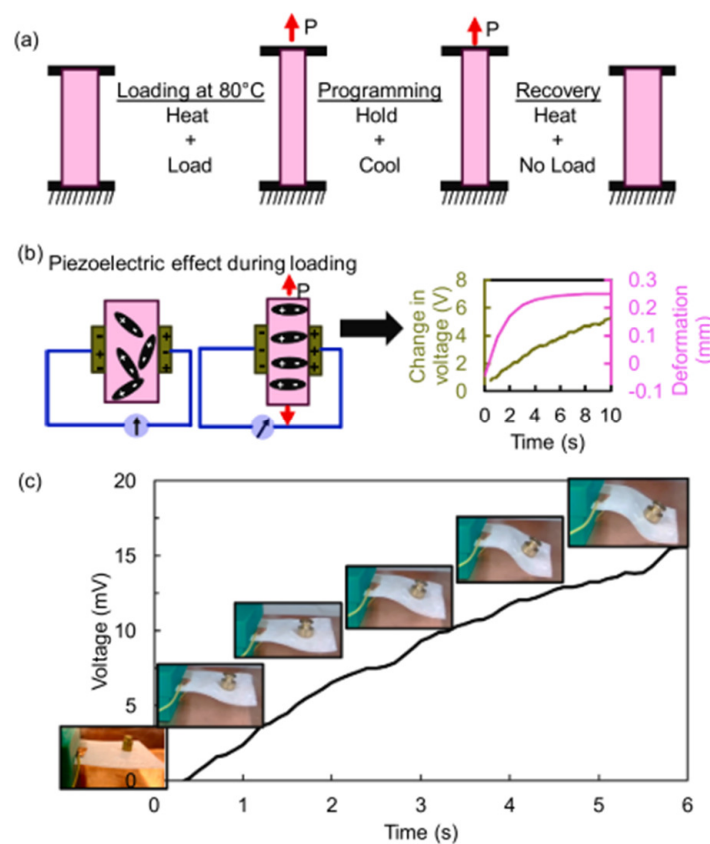 (a)
P
P
Loading at 80°C
Programming
Recovery
Heat
Hold
Heat
+
+
+
Load
Cool
No Load
(b)
Piezoelectric effect during loading
P
Change in
voltage (V)
8
6
4
2
0
0.3
0.2
0.1
0
-0.1
Deformation
(mm)
0 2 4 6 8 10
Time (s)
(c)
Voltage (mV)
20
15
10
5
0
0 1 2 3 4 5 6
Time (s)